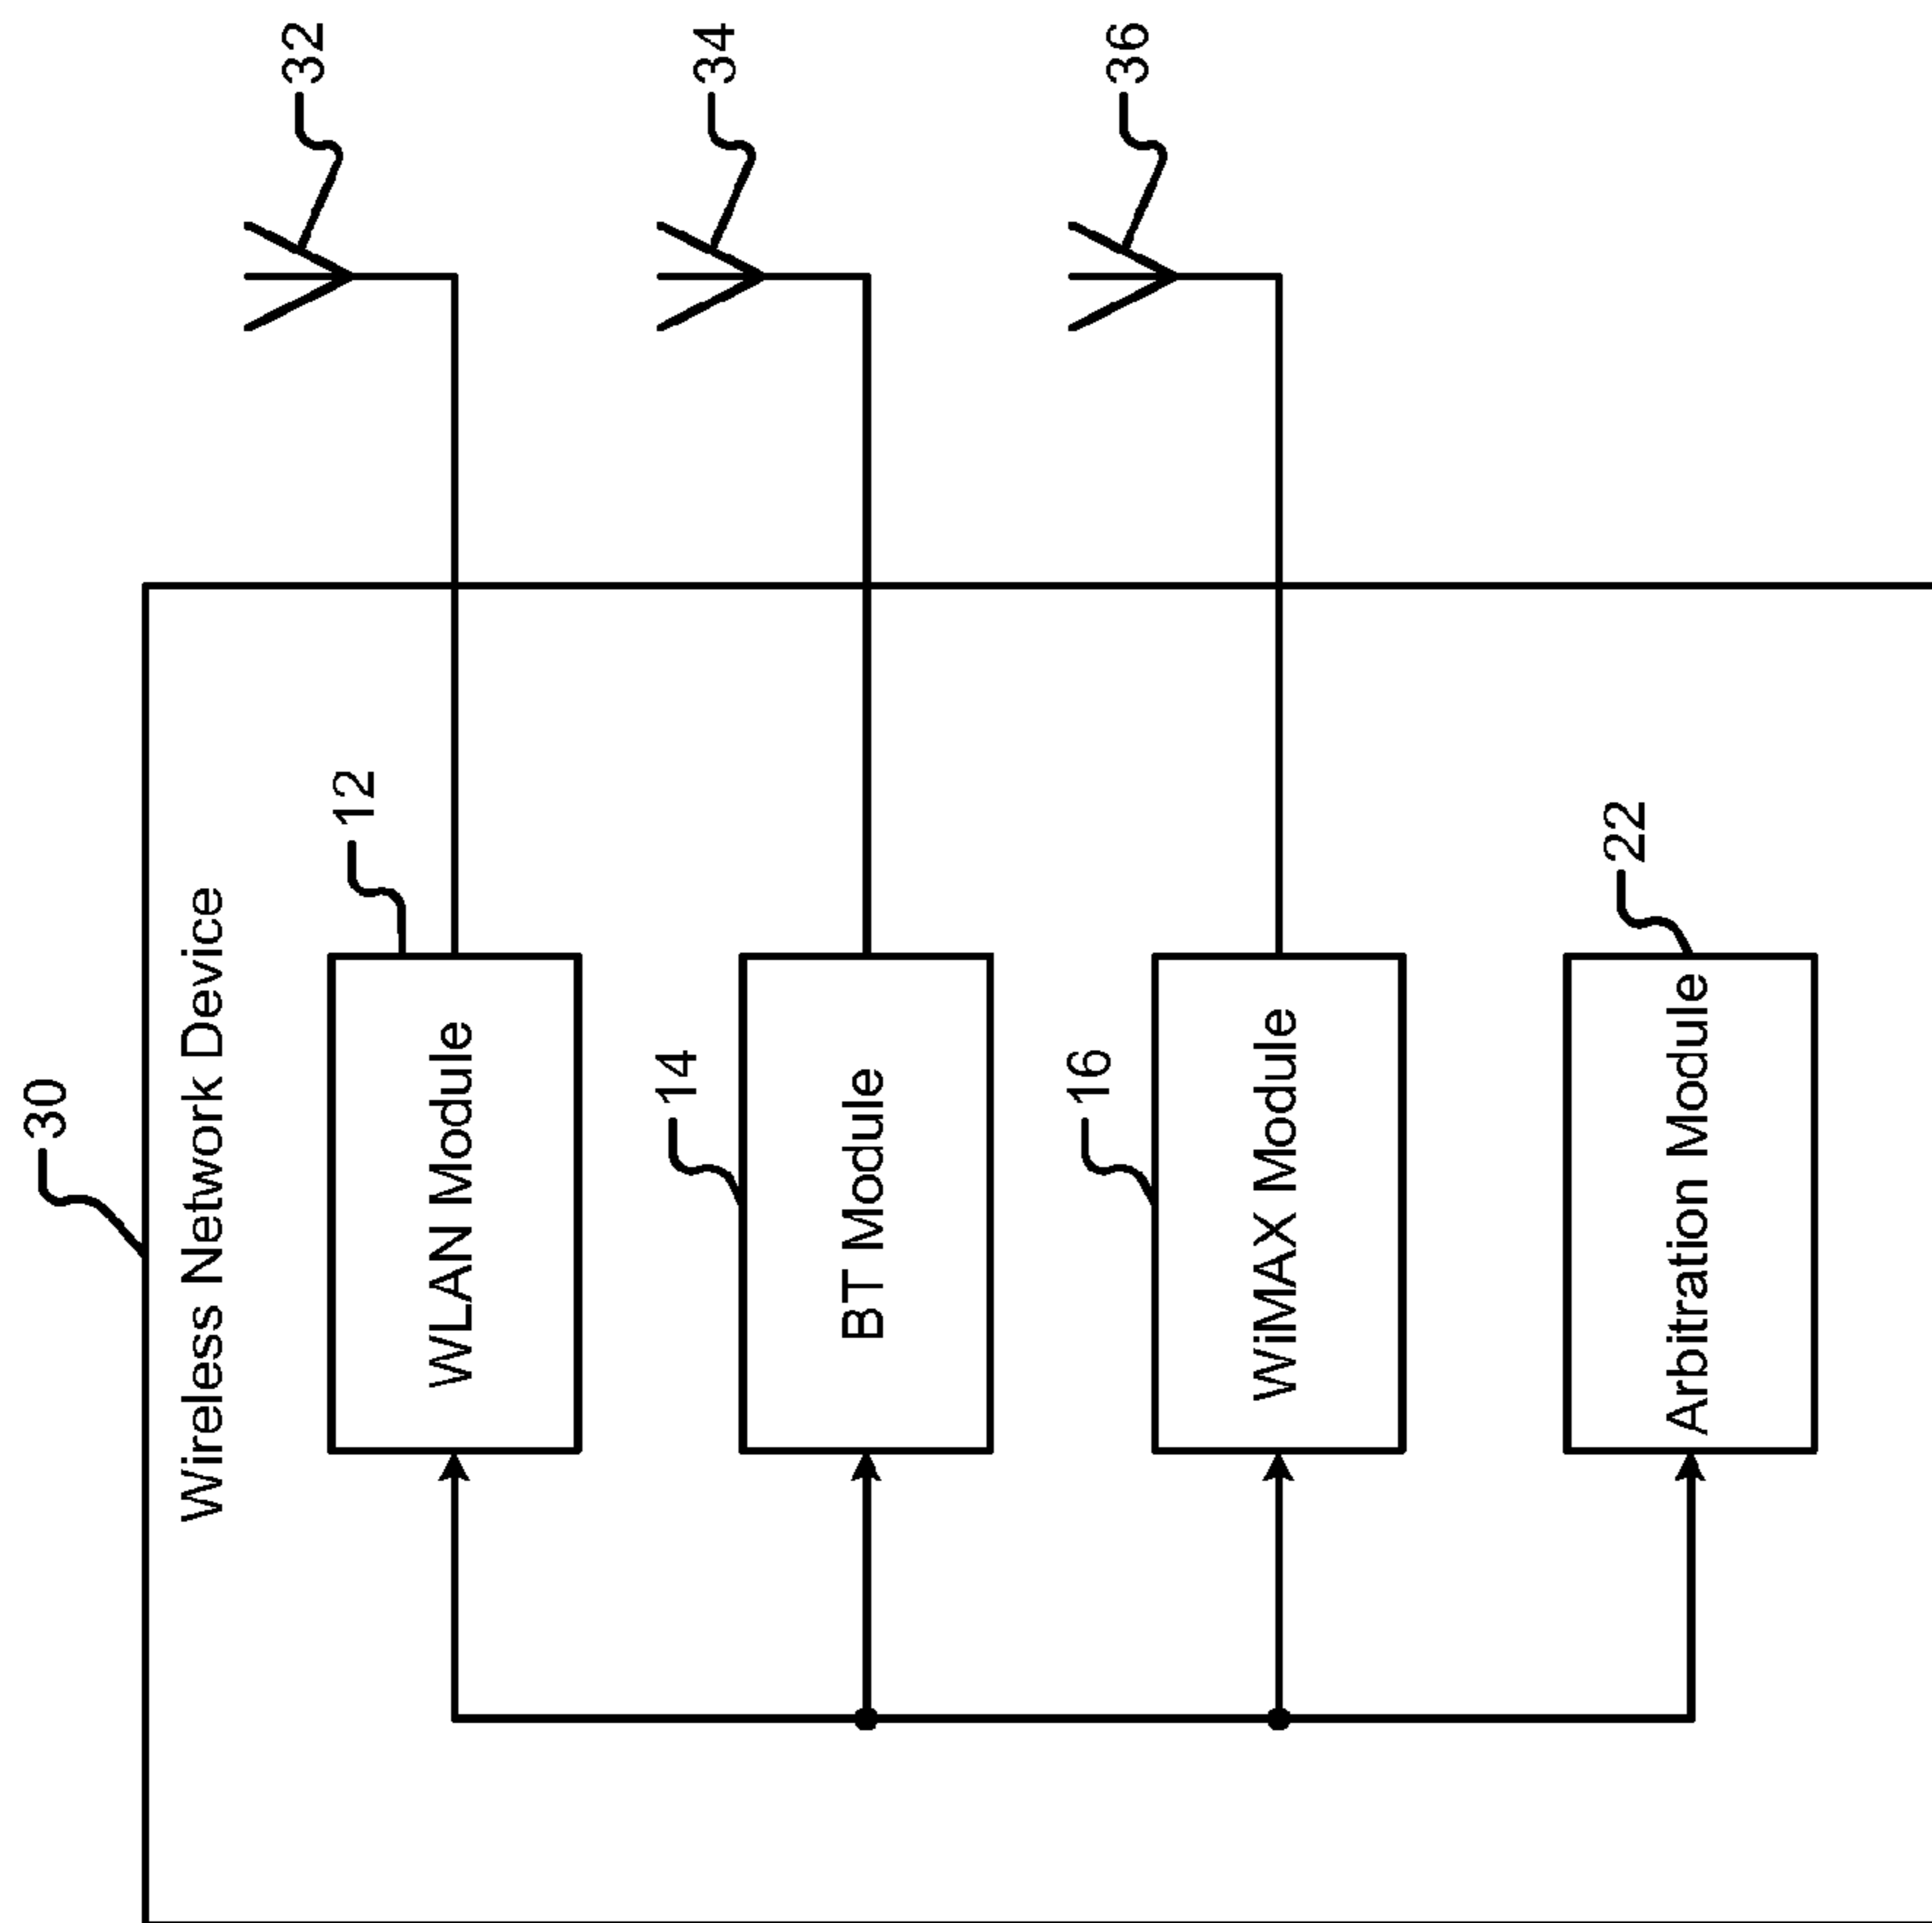 30
Wireless Network Device
12
WLAN Module
32
14
BT Module
34
16
WiMAX Module
36
22
Arbitration Module